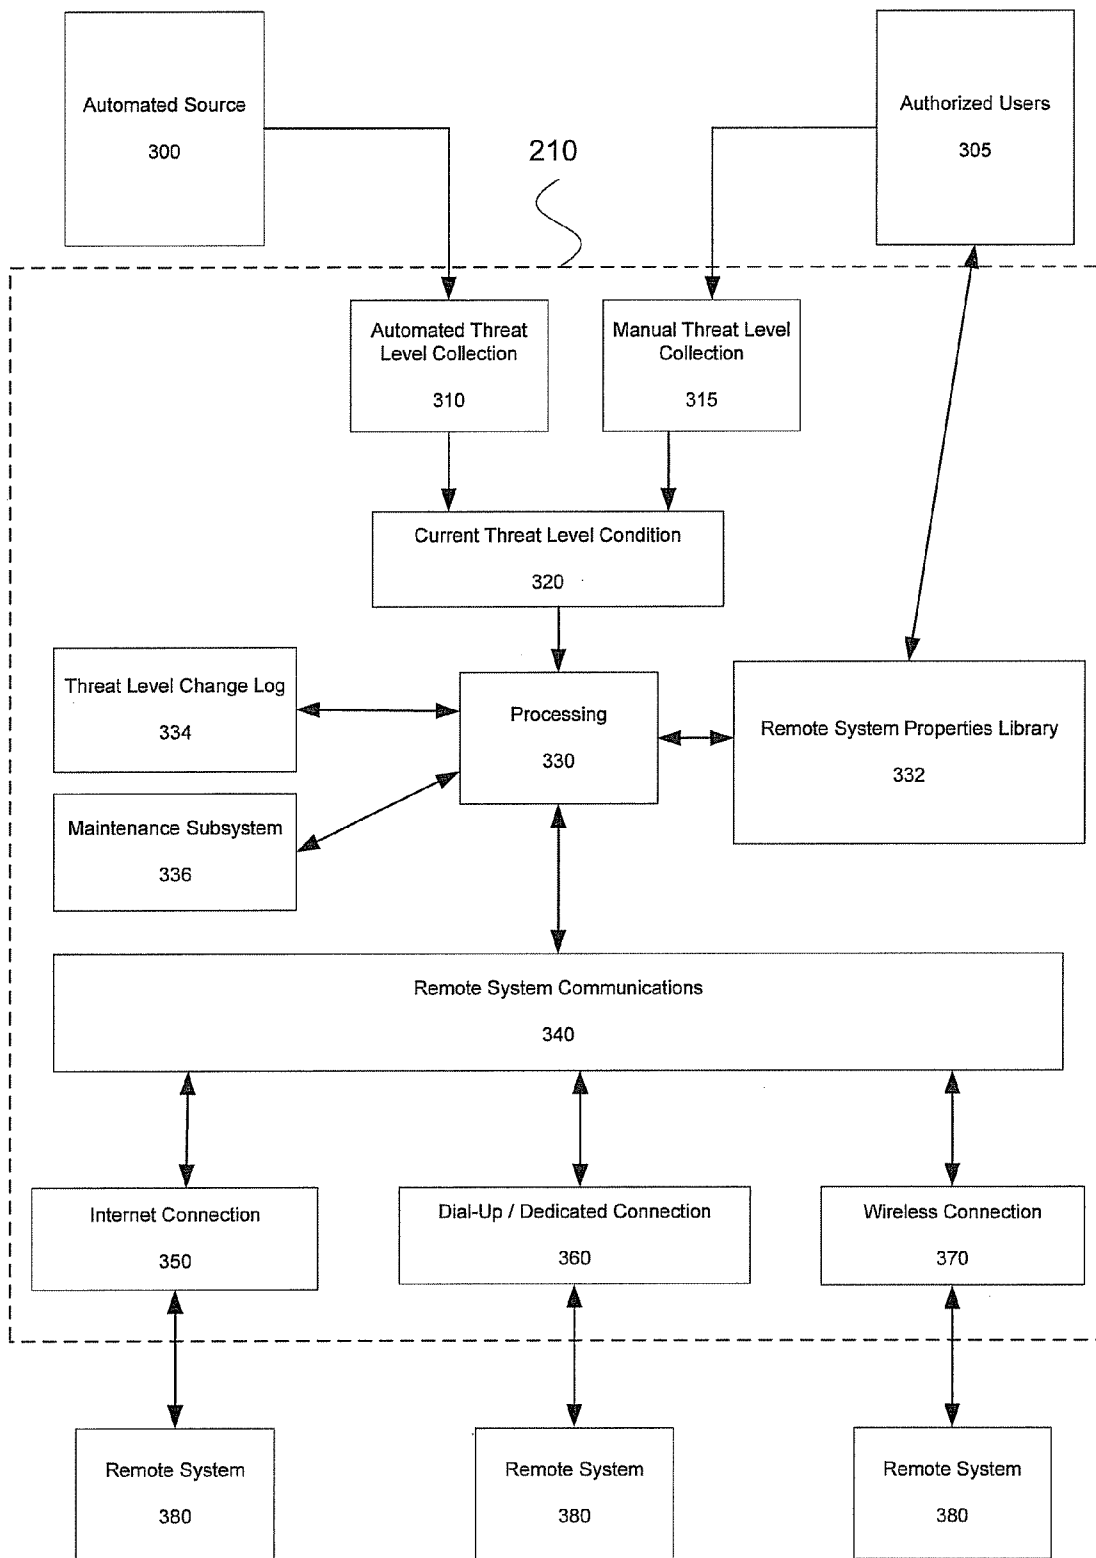 Automated Source
300
Authorized Users
305
210
Automated Threat
Level Collection
310
Manual Threat Level
Collection
315
Current Threat Level Condition
320
Threat Level Change Log
334
Processing
330
Remote System Properties Library
332
Maintenance Subsystem
336
Remote System Communications
340
Internet Connection
350
Dial-Up / Dedicated Connection
360
Wireless Connection
370
Remote System
380
Remote System
380
Remote System
380